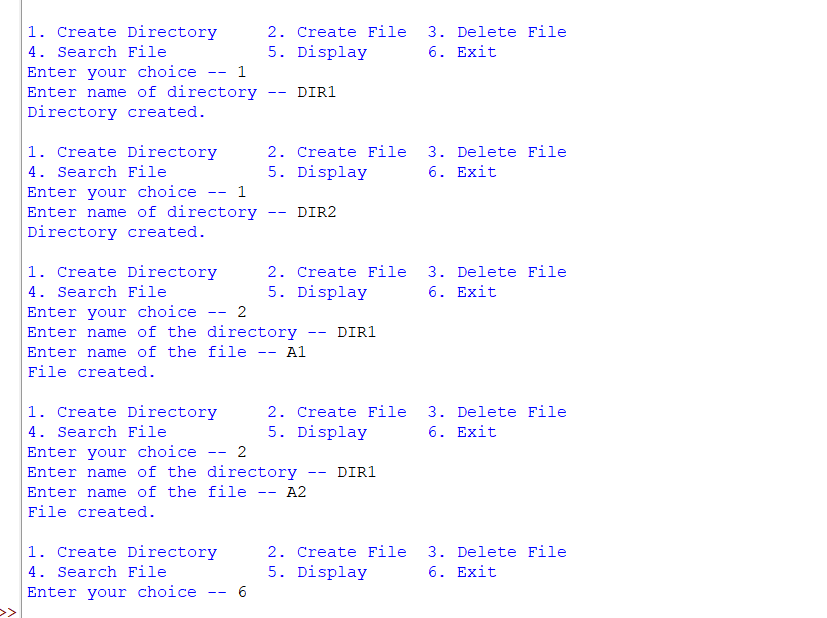 1. Create Directory     2. Create File  3. Delete File
4. Search File          5. Display      6. Exit
Enter your choice -- 1
Enter name of directory -- DIR1
Directory created.
1. Create Directory     2. Create File  3. Delete File
4. Search File          5. Display      6. Exit
Enter your choice -- 1
Enter name of directory -- DIR2
Directory created.
1. Create Directory     2. Create File  3. Delete File
4. Search File          5. Display      6. Exit
Enter your choice -- 2
Enter name of the directory -- DIR1
Enter name of the file -- A1
File created.
1. Create Directory     2. Create File  3. Delete File
4. Search File          5. Display      6. Exit
Enter your choice -- 2
Enter name of the directory -- DIR1
Enter name of the file -- A2
File created.
1. Create Directory     2. Create File  3. Delete File
4. Search File          5. Display      6. Exit
Enter your choice -- 6
>>